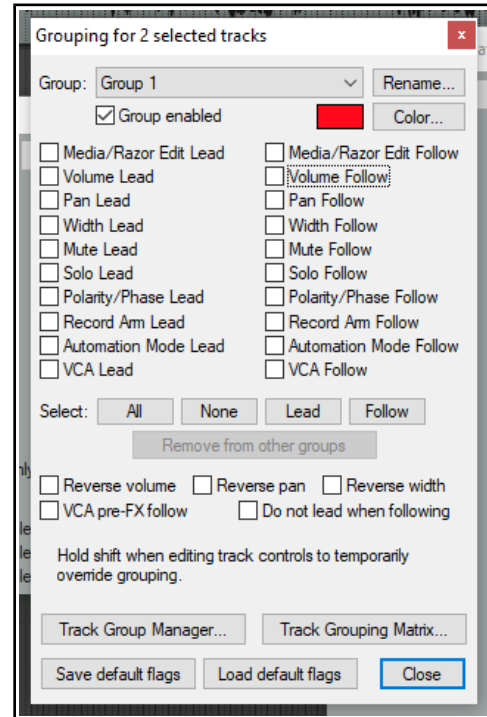 Grouping for 2 selected tracks x
Group: Group 1 Rename...
Group enabled Color...
Media/Razor Edit Lead Media/Razor Edit Follow
Volume Lead Volume Follow
Pan Lead Pan Follow
Width Lead Width Follow
Mute Lead Mute Follow
Solo Lead Solo Follow
Polarity/Phase Lead Polarity/Phase Follow
Record Arm Lead Record Arm Follow
Automation Mode Lead Automation Mode Follow
VCA Lead VCA Follow
Select: All None Lead Follow
Remove from other groups
Reverse volume Reverse pan Reverse width
VCA pre-FX follow Do not lead when following
Hold shift when editing track controls to temporarily
override grouping.
Track Group Manager... Track Grouping Matrix...
Save default flags Load default flags Close